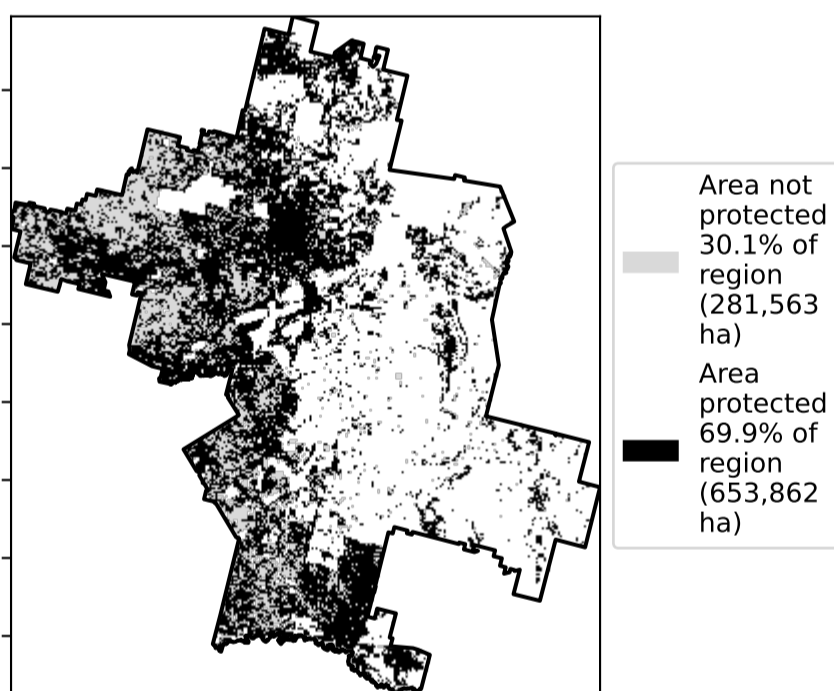 Area not
protected
30.1% of
region
(281,563
ha)
Area
protected
69.9% of
region
(653,862
ha)